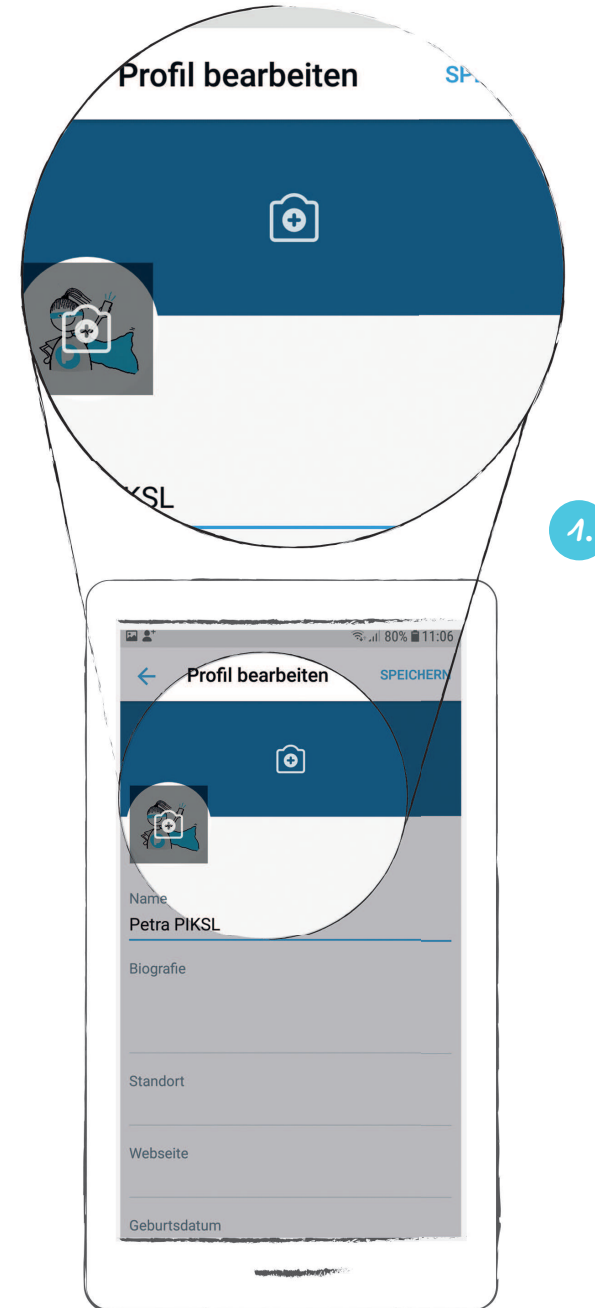 Profil bearbeiten SP
KSL
1.
80% 11:06
Profil bearbeiten SPEICHERN
Name
Petra PIKSL
Biografie
Standort
Webseite
Geburtsdatum